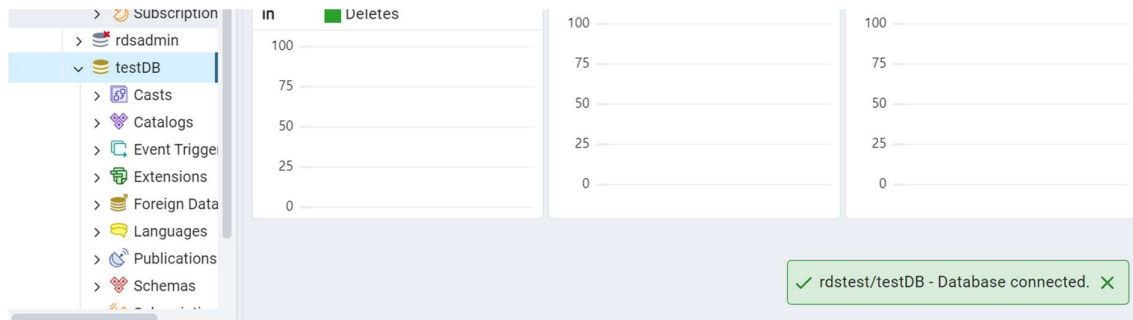 Subscription
rdsadmin
testDB
Casts
Catalogs
Event Trigge
Extensions
Foreign Data
Languages
Publications
Schemas
in Deletes
100
75
50
25
0
100
75
50
25
0
100
75
50
25
0
rdstest/testDB - Database connected.